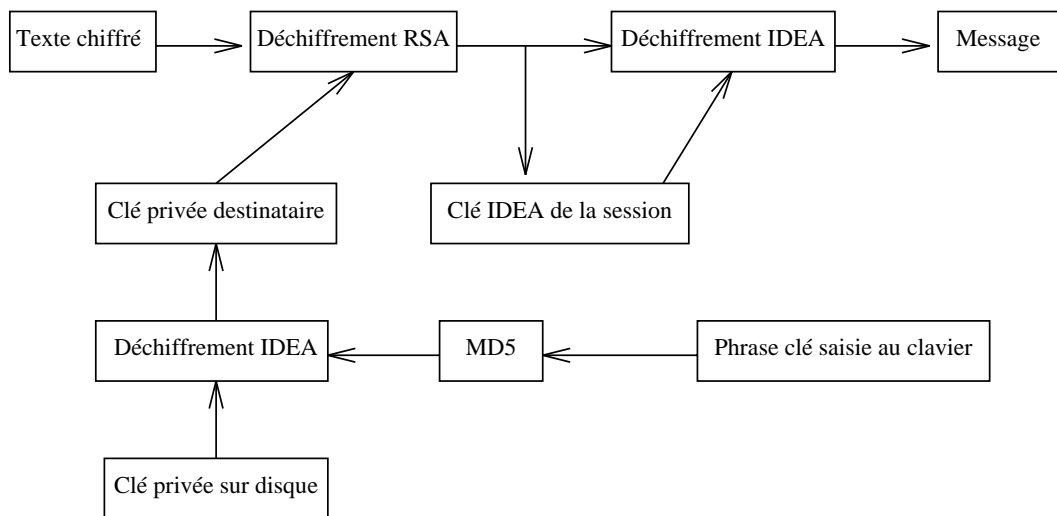 Texte chiffré
Déchiffrement RSA
Déchiffrement IDEA
Message
Clé privée destinataire
Clé IDEA de la session
Déchiffrement IDEA
MD5
Phrase clé saisie au clavier
Clé privée sur disque